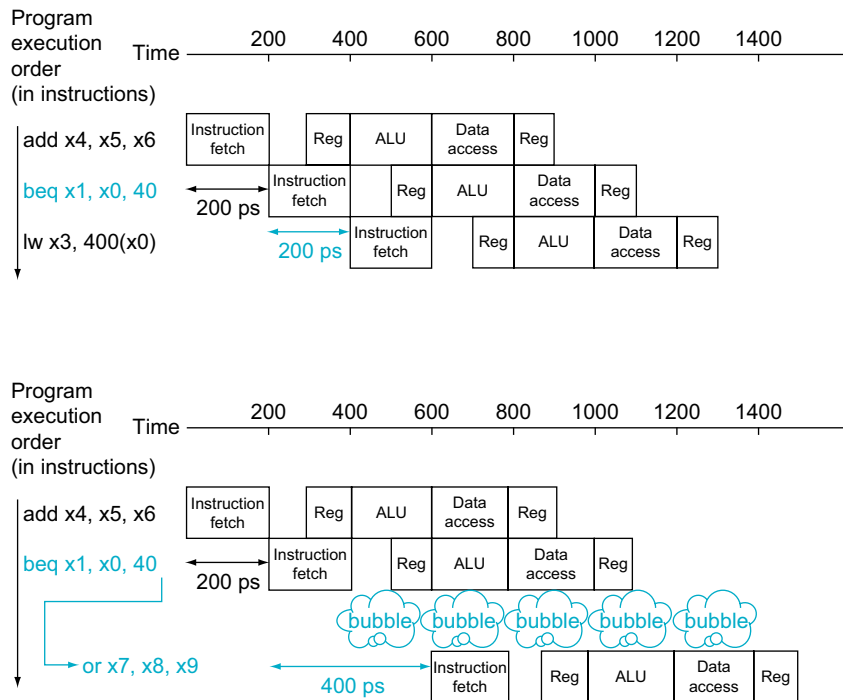 Program
execution
order
(in instructions)
Time
200 400 600 800 1000 1200 1400
add x4, x5, x6
Instruction
fetch
Reg
ALU
Data
access
Reg
beq x1, x0, 40
200 ps
Instruction
fetch
Reg
ALU
Data
access
Reg
lw x3, 400(x0)
200 ps
Instruction
fetch
Reg
ALU
Data
access
Reg
Program
execution
order
(in instructions)
Time
200 400 600 800 1000 1200 1400
add x4, x5, x6
Instruction
fetch
Reg
ALU
Data
access
Reg
beq x1, x0, 40
200 ps
Instruction
fetch
Reg
ALU
Data
access
Reg
bubble bubble bubble bubble bubble
or x7, x8, x9
400 ps
Instruction
fetch
Reg
ALU
Data
access
Reg